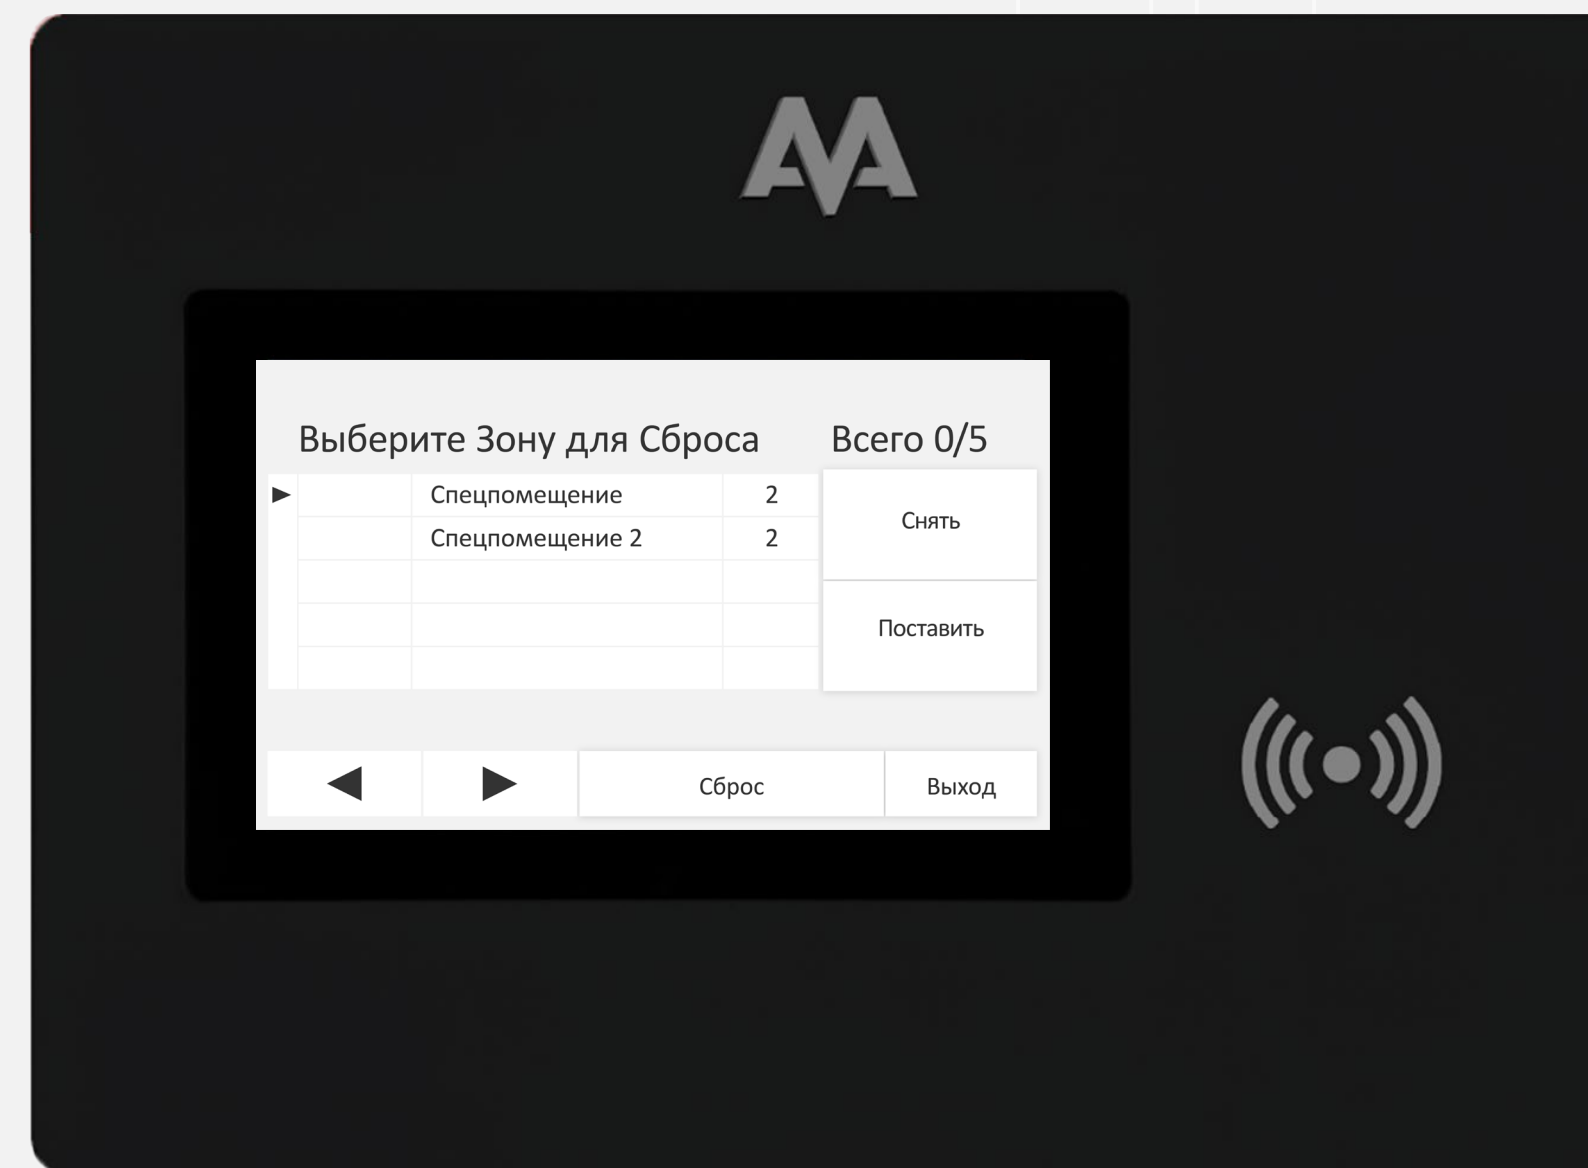 Выберите Зону для Сброса Всего 0/5
► Спецпомещение 2
Спецпомещение 2 2
Снять
Поставить
◀ ▶ Сброс Выход